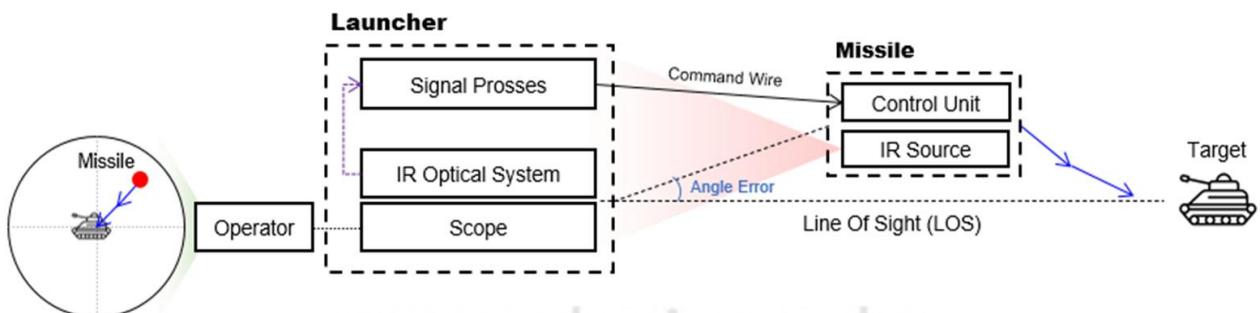 Launcher
Missile
Signal Prosses
Command Wire
Control Unit
Missile
IR Optical System
IR Source
Target
Angle Error
Operator
Scope
Line Of Sight (LOS)